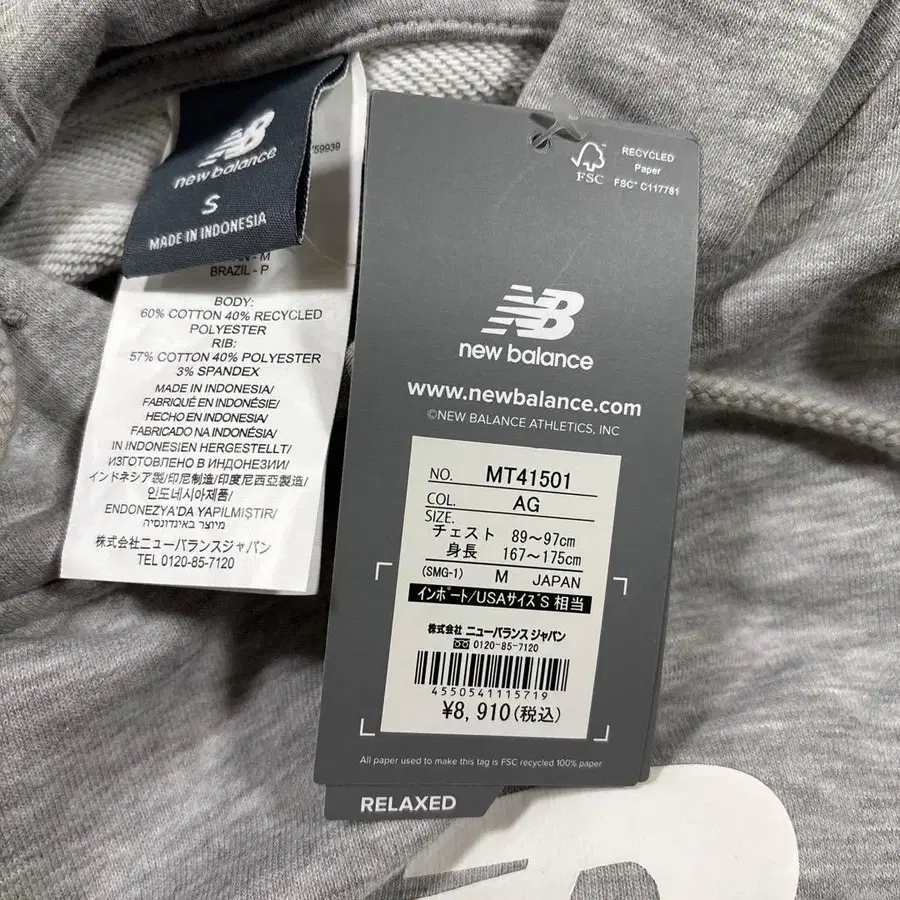 new balance
S
MADE IN INDONESIA
59939
BRAZIL - P
BODY:
60% COTTON 40% RECYCLED
POLYESTER
RIB:
57% COTTON 40% POLYESTER
3% SPANDEX
MADE IN INDONESIA/
FABRIQUÉ EN INDONÉSIE/
HECHO EN INDONESIA/
FABRICADO NA INDONÉSIA/
IN INDONESIEN HERGESTELLT/
ИЗГОТОВЛЕНО В ИНДОНЕЗИИ/
インドネシア製/印尼制造/印度尼西亞製造/
인도네시아제품/
ENDONEZYA'DA YAPILMIŞTIR/
מיוצר באינדונסיה
株式会社ニューバランスジャパン
TEL 0120-85-7120
FSC
RECYCLED
Paper
FSC™ C117781
NB
new balance
www.newbalance.com
©NEW BALANCE ATHLETICS, INC
NO. MT41501
COL. AG
SIZE.
チェスト 89～97cm
身長 167～175cm
(SMG-1) M JAPAN
インポート/USAサイズS 相当
株式会社 ニューバランス ジャパン
0120-85-7120
4550541115719
¥8,910(税込)
All paper used to make this tag is FSC recycled 100% paper
RELAXED